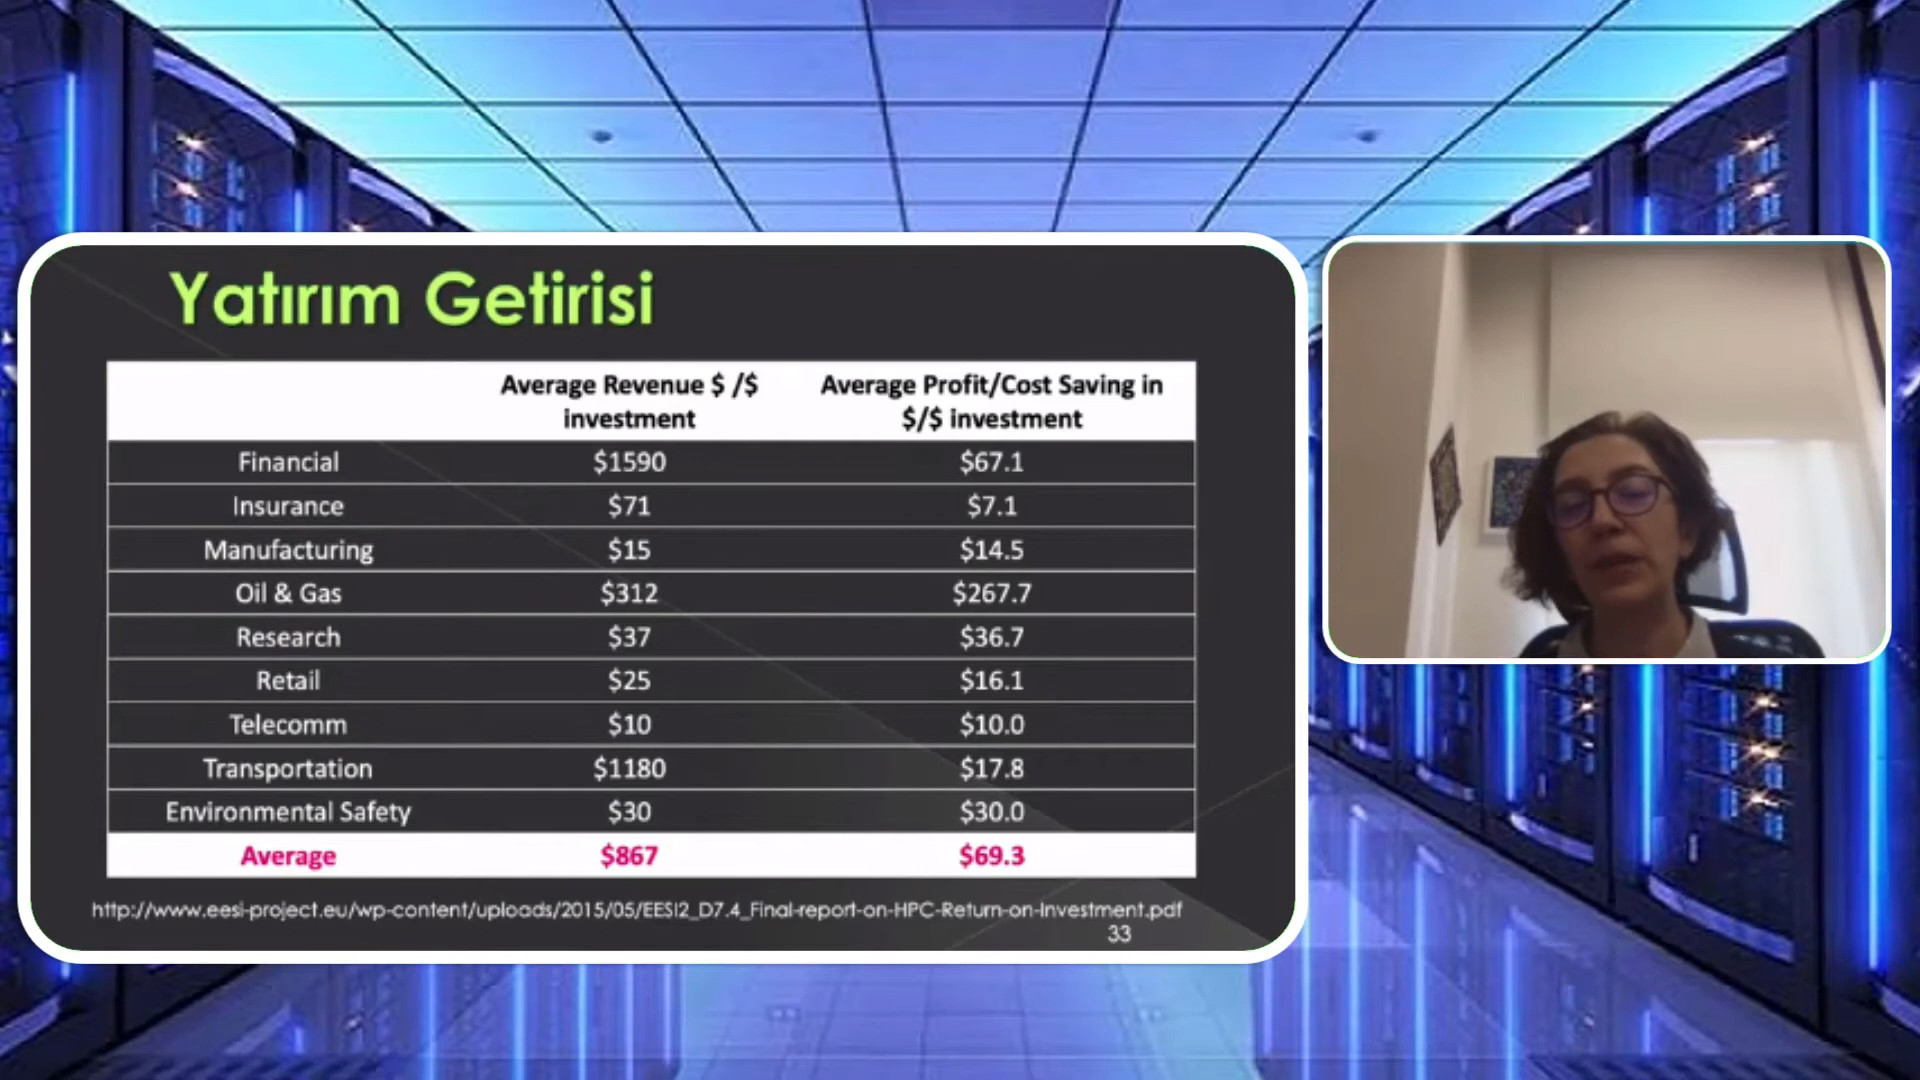 Yatırım Getirisi
Average Revenue $ /$ investment
Average Profit/Cost Saving in $/$ investment
Financial $1590 $67.1
Insurance $71 $7.1
Manufacturing $15 $14.5
Oil & Gas $312 $267.7
Research $37 $36.7
Retail $25 $16.1
Telecomm $10 $10.0
Transportation $1180 $17.8
Environmental Safety $30 $30.0
Average $867 $69.3
http://www.eesi-project.eu/wp-content/uploads/2015/05/EESI2_D7.4_Final-report-on-HPC-Return-on-Investment.pdf
33